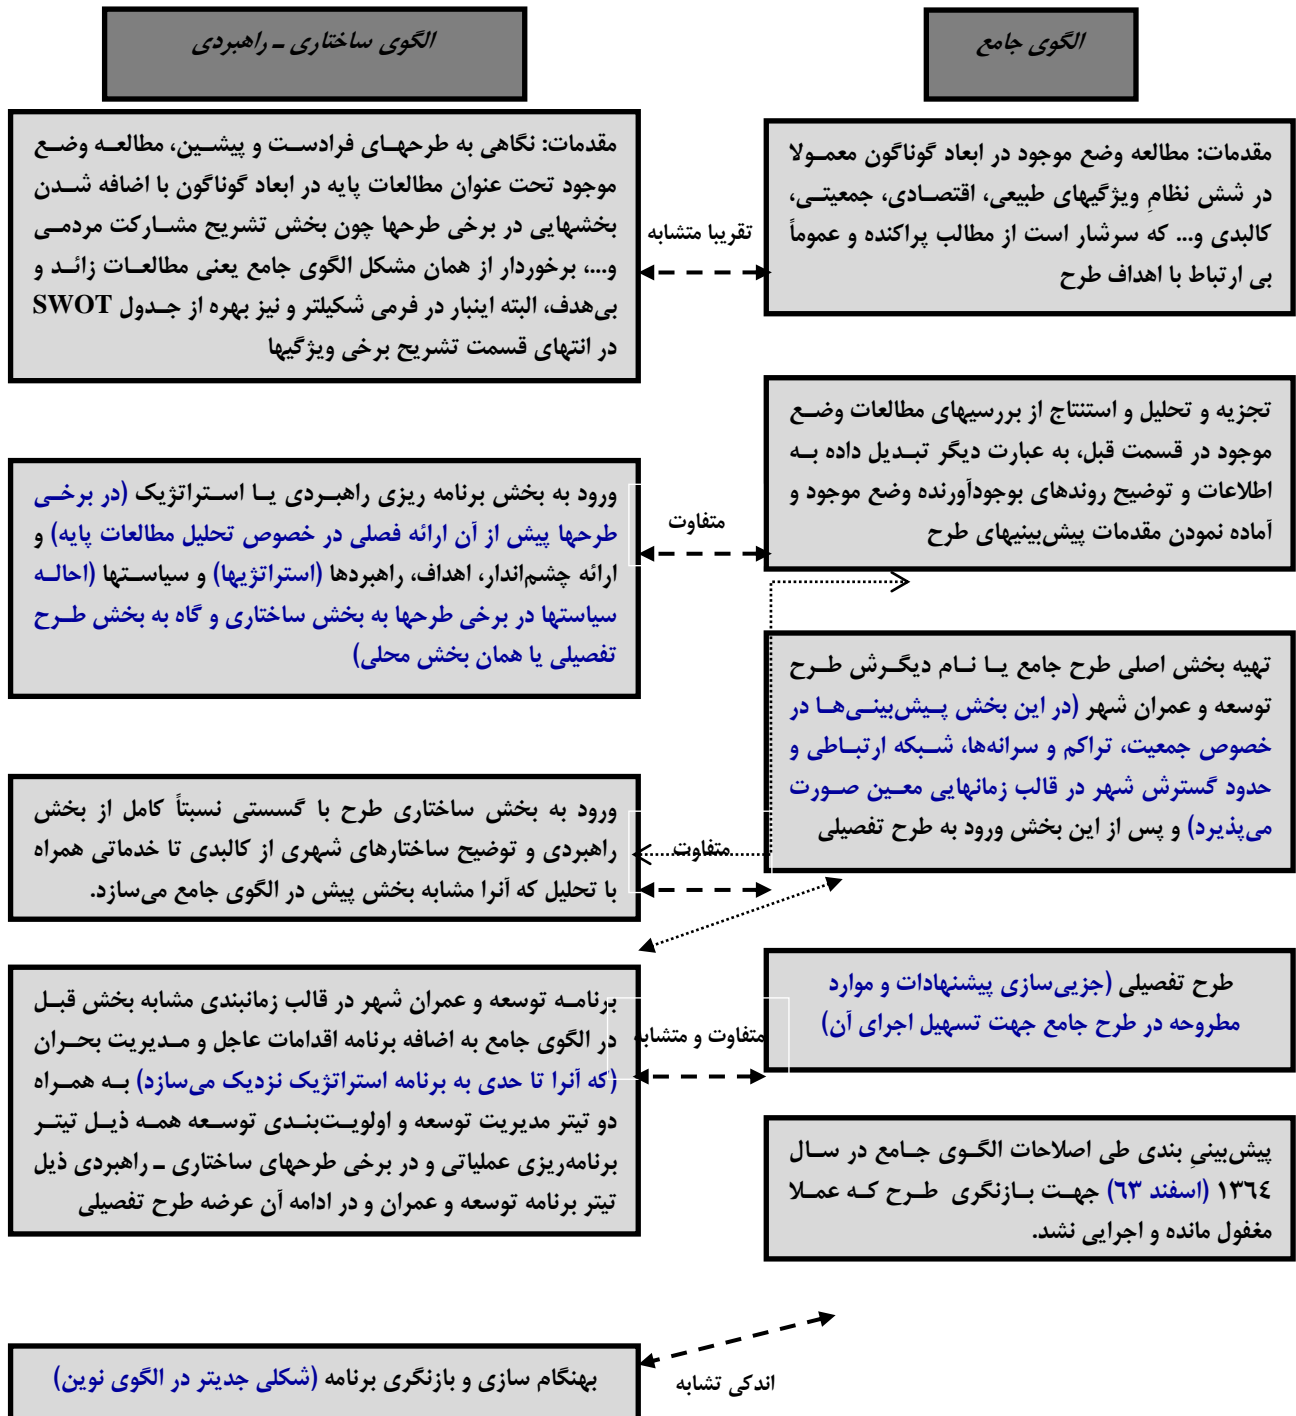 الگوی جامع
الگوی ساختاری ـ راهبردی
مقدمات: مطالعه وضع موجود در ابعاد گوناگون معمولا
در شش نظامِ ویژگیهای طبیعی، اقتصادی، جمعیتی،
کالبدی و... که سرشار است از مطالب پراکنده و عموماً
بی ارتباط با اهداف طرح
تقریبا متشابه
مقدمات: نگاهی به طرحهای فرادست و پیشین، مطالعه وضع
موجود تحت عنوان مطالعات پایه در ابعاد گوناگون با اضافه شدن
بخشهایی در برخی طرحها چون بخش تشریح مشارکت مردمی
و...، برخوردار از همان مشکل الگوی جامع یعنی مطالعات زائد و
بی‌هدف، البته اینبار در فرمی شکیلتر و نیز بهره از جدول SWOT
در انتهای قسمت تشریح برخی ویژگیها
تجزیه و تحلیل و استنتاج از بررسیهای مطالعات وضع
موجود در قسمت قبل، به عبارت دیگر تبدیل داده به
اطلاعات و توضیح روندهای بوجودآورنده وضع موجود و
آماده نمودن مقدمات پیش‌بینیهای طرح
متفاوت
ورود به بخش برنامه ریزی راهبردی یا استراتژیک (در برخی
طرحها پیش از آن ارائه فصلی در خصوص تحلیل مطالعات پایه) و
ارائه چشم‌انداز، اهداف، راهبردها (استراتژیها) و سیاستها (احاله
سیاستها در برخی طرحها به بخش ساختاری و گاه به بخش طرح
تفصیلی یا همان بخش محلی)
تهیه بخش اصلی طرح جامع یا نام دیگرش طرح
توسعه و عمران شهر (در این بخش پیش‌بینی‌ها در
خصوص جمعیت، تراکم و سرانه‌ها، شبکه ارتباطی و
حدود گسترش شهر در قالب زمانهایی معین صورت
می‌پذیرد) و پس از این بخش ورود به طرح تفصیلی
متفاوت
ورود به بخش ساختاری طرح با گسستی نسبتاً کامل از بخش
راهبردی و توضیح ساختارهای شهری از کالبدی تا خدماتی همراه
با تحلیل که آنرا مشابه بخش پیش در الگوی جامع می‌سازد.
طرح تفصیلی (جزیی‌سازی پیشنهادات و موارد
مطروحه در طرح جامع جهت تسهیل اجرای آن)
متفاوت و متشابه
برنامه توسعه و عمران شهر در قالب زمانبندی مشابه بخش قبل
در الگوی جامع به اضافه برنامه اقدامات عاجل و مدیریت بحران
(که آنرا تا حدی به برنامه استراتژیک نزدیک می‌سازد) به همراه
دو تیتر مدیریت توسعه و اولویت‌بندی توسعه همه ذیل تیتر
برنامه‌ریزی عملیاتی و در برخی طرحهای ساختاری ـ راهبردی ذیل
تیتر برنامه توسعه و عمران و در ادامه آن عرضه طرح تفصیلی
پیش‌بینیِ بندی طی اصلاحات الگوی جامع در سال
١٣٦٤ (اسفند ٦٣) جهت بازنگری طرح که عملا
مغفول مانده و اجرایی نشد.
اندکی تشابه
بهنگام سازی و بازنگری برنامه (شکلی جدیتر در الگوی نوین)